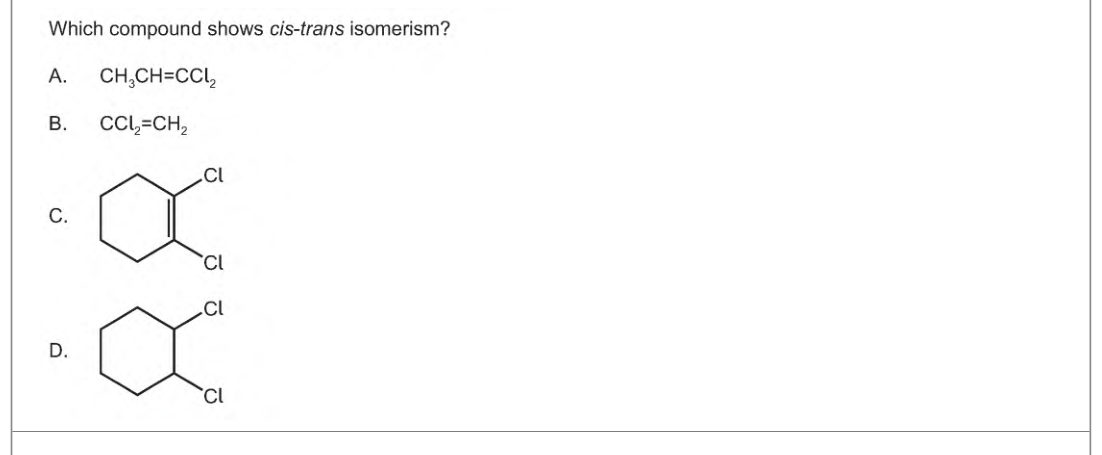 Which compound shows cis-trans isomerism?
A. CH₃CH=CCl₂
B. CCl₂=CH₂
Cl
C.
Cl
Cl
D.
Cl